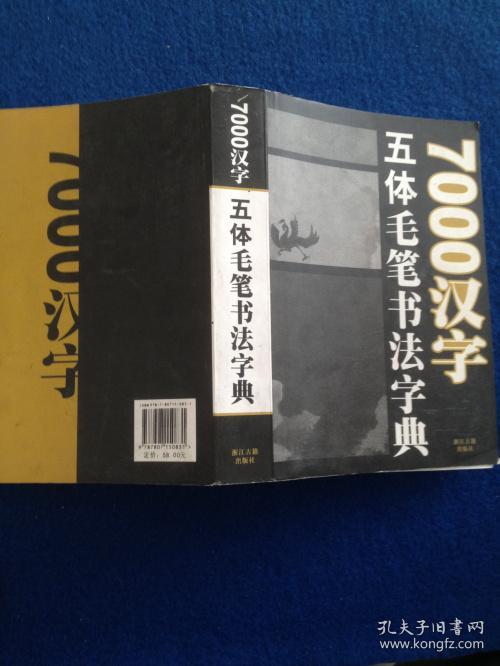 7000汉字
7000汉字
五体毛笔书法字典
浙江古籍
出版社
7000汉字
五体毛笔书法字典
浙江古籍
出版社
9 787807 150831
定价：58.00元
孔夫子旧书网
www.kongfz.com